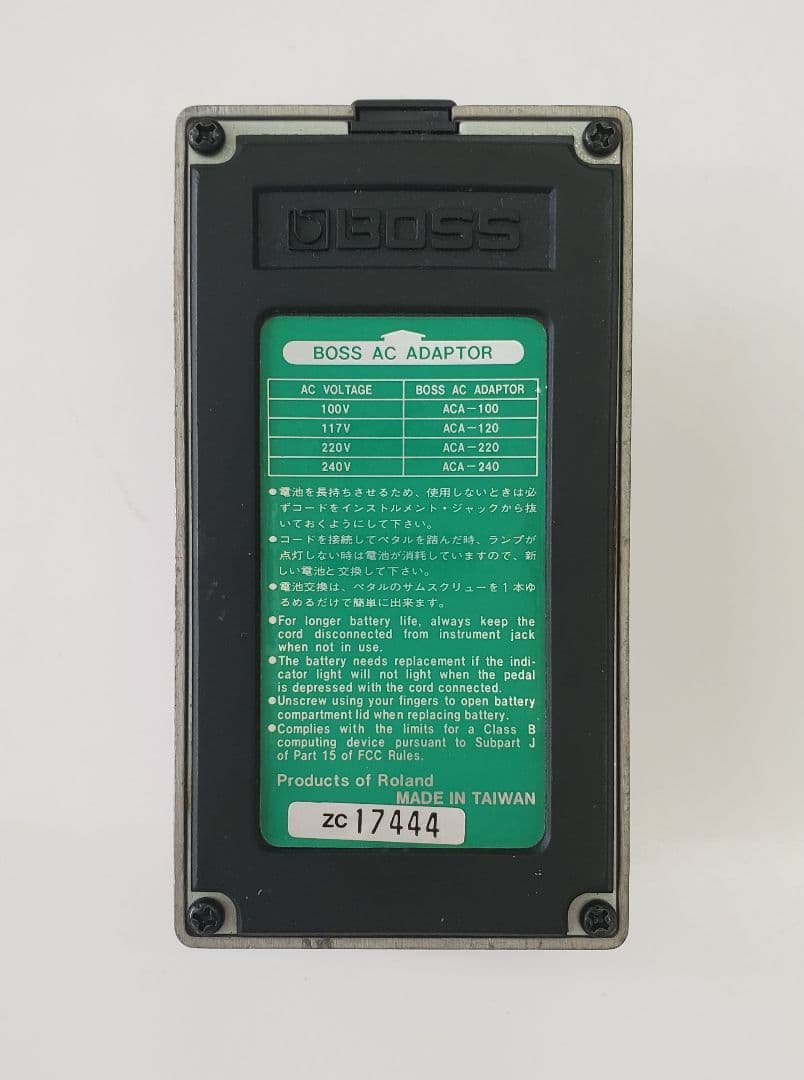 BOSS
BOSS AC ADAPTOR
AC VOLTAGE BOSS AC ADAPTOR
100V ACA-100
117V ACA-120
220V ACA-220
240V ACA-240
●電池を長持ちさせるため、使用しないときは必
ずコードをインストルメント・ジャックから抜
いておくようにして下さい。
●コードを接続してペタルを踏んだ時、ランプが
点灯しない時は電池が消耗していますので、新
しい電池と交換して下さい。
●電池交換は、ペタルのサムスクリューを1本ゆ
るめるだけで簡単に出来ます。
●For longer battery life, always keep the
cord disconnected from instrument jack
when not in use.
●The battery needs replacement if the indi-
cator light will not light when the pedal
is depressed with the cord connected.
●Unscrew using your fingers to open battery
compartment lid when replacing battery.
●Complies with the limits for a Class B
computing device pursuant to Subpart J
of Part 15 of FCC Rules.
Products of Roland
MADE IN TAIWAN
ZC 17444